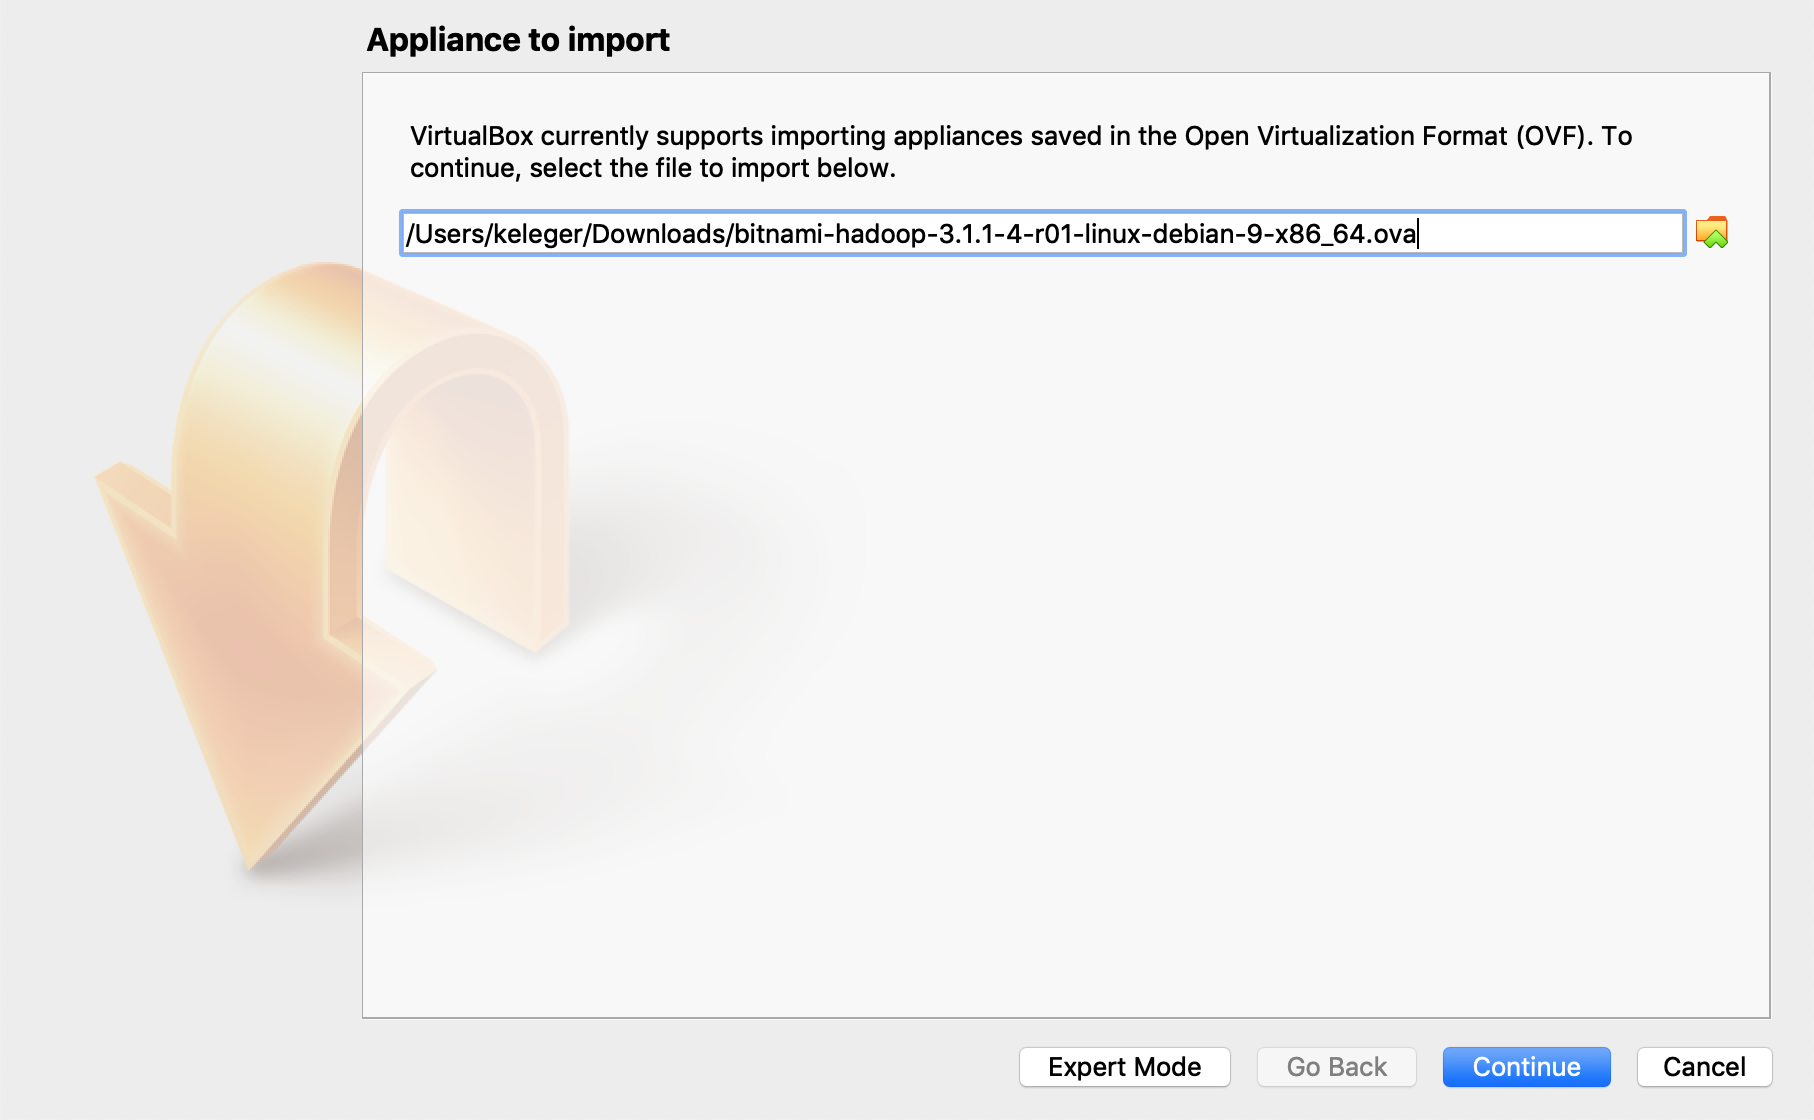 Appliance to import
VirtualBox currently supports importing appliances saved in the Open Virtualization Format (OVF). To
continue, select the file to import below.
/Users/keleger/Downloads/bitnami-hadoop-3.1.1-4-r01-linux-debian-9-x86_64.ova
Expert Mode
Go Back
Continue
Cancel